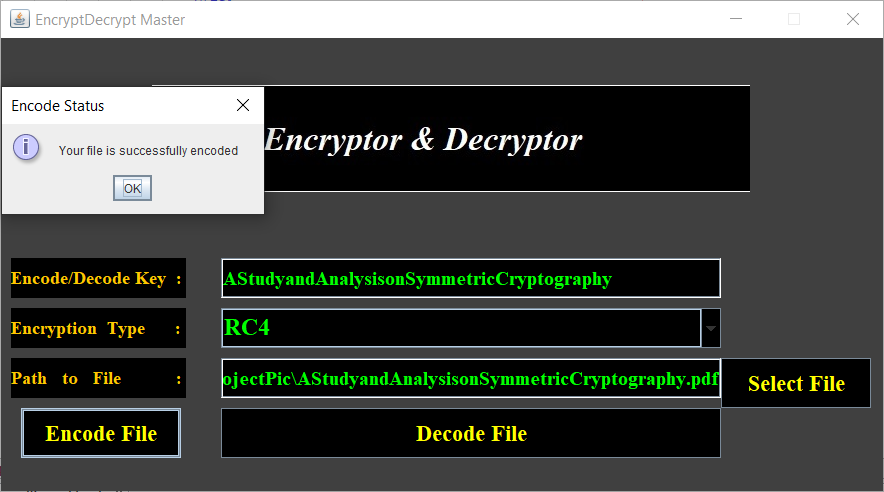 EncryptDecrypt Master
Encode Status
Your file is successfully encoded
OK
Encryptor & Decryptor
Encode/Decode Key :
AStudyandAnalysisonSymmetricCryptography
Encryption Type :
RC4
Path to File :
ojectPic\AStudyandAnalysisonSymmetricCryptography.pdf
Select File
Encode File
Decode File